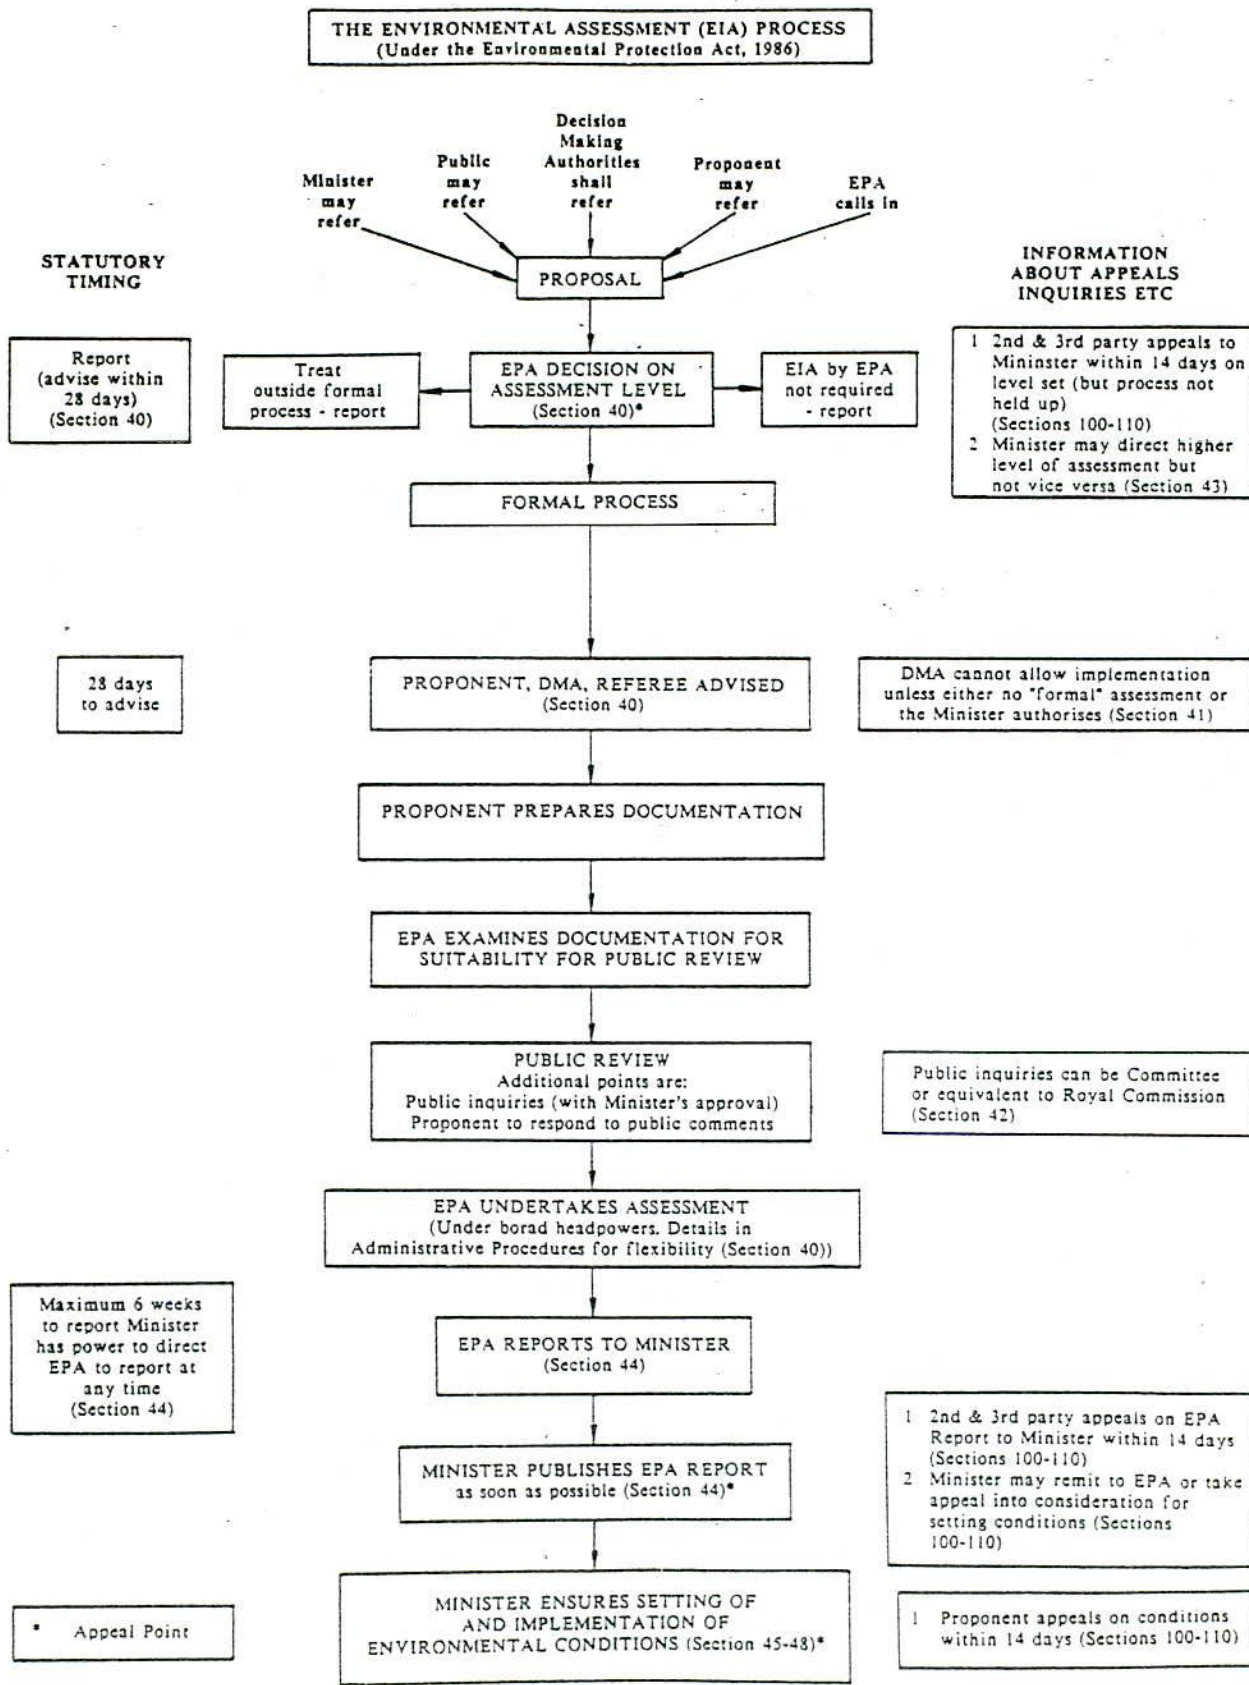 THE ENVIRONMENTAL ASSESSMENT (EIA) PROCESS
(Under the Environmental Protection Act, 1986)
Minister
may
refer
Public
may
refer
Decision
Making
Authorities
shall
refer
Proponent
may
refer
EPA
calls in
STATUTORY
TIMING
PROPOSAL
INFORMATION
ABOUT APPEALS
INQUIRIES ETC
Report
(advise within
28 days)
(Section 40)
Treat
outside formal
process - report
EPA DECISION ON
ASSESSMENT LEVEL
(Section 40)*
EIA by EPA
not required
- report
1 2nd & 3rd party appeals to
Mininster within 14 days on
level set (but process not
held up)
(Sections 100-110)
2 Minister may direct higher
level of assessment but
not vice versa (Section 43)
FORMAL PROCESS
28 days
to advise
PROPONENT, DMA, REFEREE ADVISED
(Section 40)
DMA cannot allow implementation
unless either no "formal" assessment or
the Minister authorises (Section 41)
PROPONENT PREPARES DOCUMENTATION
EPA EXAMINES DOCUMENTATION FOR
SUITABILITY FOR PUBLIC REVIEW
PUBLIC REVIEW
Additional points are:
Public inquiries (with Minister's approval)
Proponent to respond to public comments
Public inquiries can be Committee
or equivalent to Royal Commission
(Section 42)
EPA UNDERTAKES ASSESSMENT
(Under borad headpowers. Details in
Administrative Procedures for flexibility (Section 40))
Maximum 6 weeks
to report Minister
has power to direct
EPA to report at
any time
(Section 44)
EPA REPORTS TO MINISTER
(Section 44)
MINISTER PUBLISHES EPA REPORT
as soon as possible (Section 44)*
1 2nd & 3rd party appeals on EPA
Report to Minister within 14 days
(Sections 100-110)
2 Minister may remit to EPA or take
appeal into consideration for
setting conditions (Sections
100-110)
* Appeal Point
MINISTER ENSURES SETTING OF
AND IMPLEMENTATION OF
ENVIRONMENTAL CONDITIONS (Section 45-48)*
1 Proponent appeals on conditions
within 14 days (Sections 100-110)